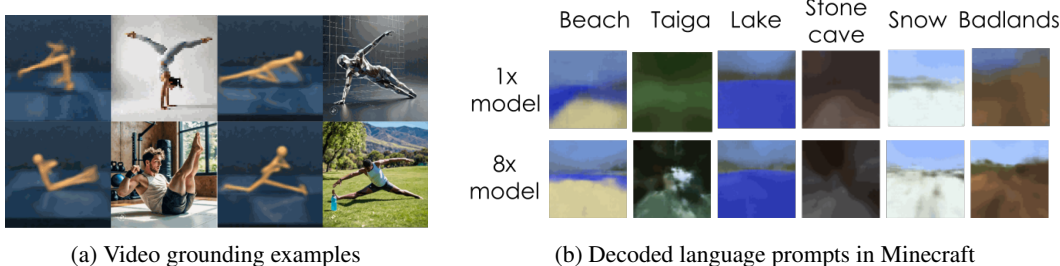 Beach Taiga Lake Stone cave Snow Badlands
1x model
8x model
(a) Video grounding examples
(b) Decoded language prompts in Minecraft